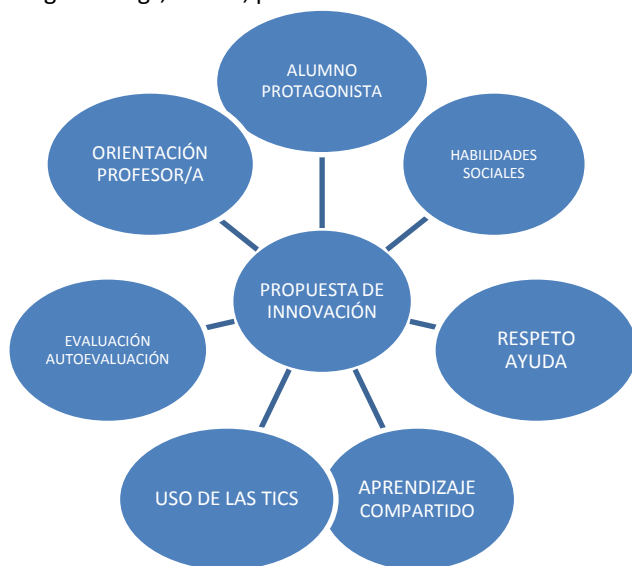 ALUMNO
PROTAGONISTA
HABILIDADES
SOCIALES
ORIENTACIÓN
PROFESOR/A
PROPUESTA DE
INNOVACIÓN
RESPETO
AYUDA
EVALUACIÓN
AUTOEVALUACIÓN
APRENDIZAJE
COMPARTIDO
USO DE LAS TICS